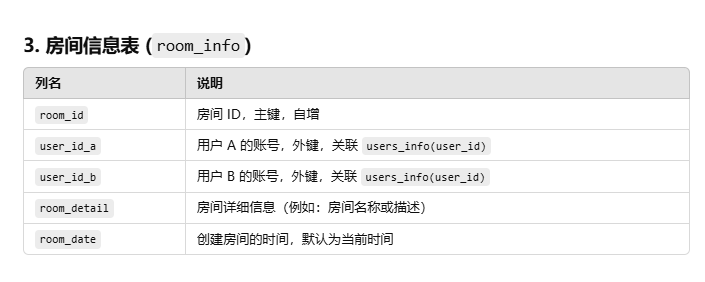 3. 房间信息表 (room_info)
列名 说明
room_id 房间 ID，主键，自增
user_id_a 用户 A 的账号，外键，关联 users_info(user_id)
user_id_b 用户 B 的账号，外键，关联 users_info(user_id)
room_detail 房间详细信息（例如：房间名称或描述）
room_date 创建房间的时间，默认为当前时间